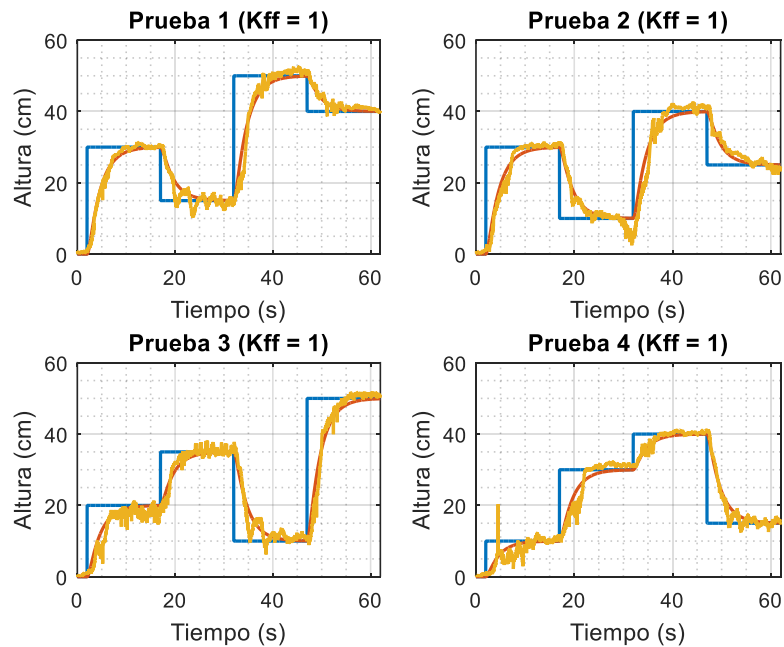 Prueba 1 (Kff = 1)
60
40
20
0
Altura (cm)
0 20 40 60
Tiempo (s)
Prueba 2 (Kff = 1)
60
40
20
0
Altura (cm)
0 20 40 60
Tiempo (s)
Prueba 3 (Kff = 1)
60
40
20
0
Altura (cm)
0 20 40 60
Tiempo (s)
Prueba 4 (Kff = 1)
60
40
20
0
Altura (cm)
0 20 40 60
Tiempo (s)